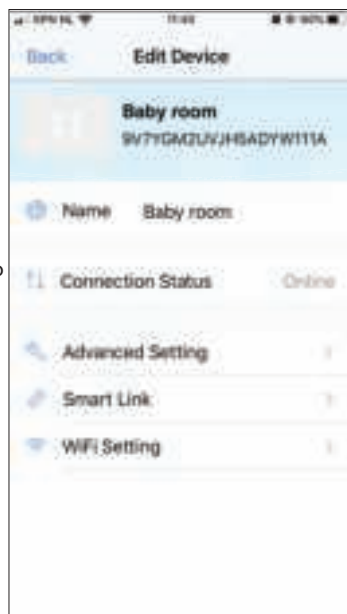 Back Edit Device
Baby room
Name Baby room
Connection Status Online
Advanced Setting
Smart Link
WiFi Setting